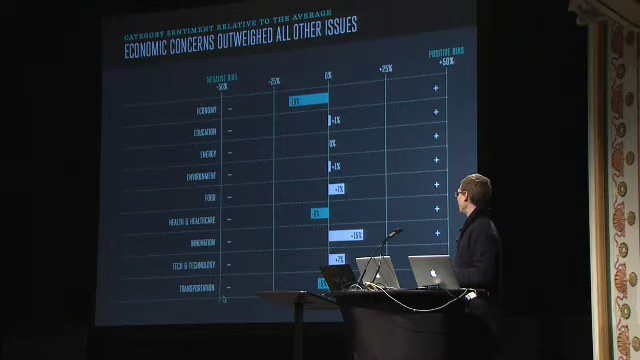 CATEGORY SENTIMENT RELATIVE TO THE AVERAGE
ECONOMIC CONCERNS OUTWEIGHED ALL OTHER ISSUES
NEGATIVE BIAS
-50%
-25%
0%
+25%
POSITIVE BIAS
+50%
ECONOMY - +
EDUCATION - +1% +
ENERGY - 0% +
ENVIRONMENT - +1% +
FOOD - +7% +
HEALTH & HEALTHCARE - +
INNOVATION - +15% +
TECH & TECHNOLOGY - +7%
TRANSPORTATION -